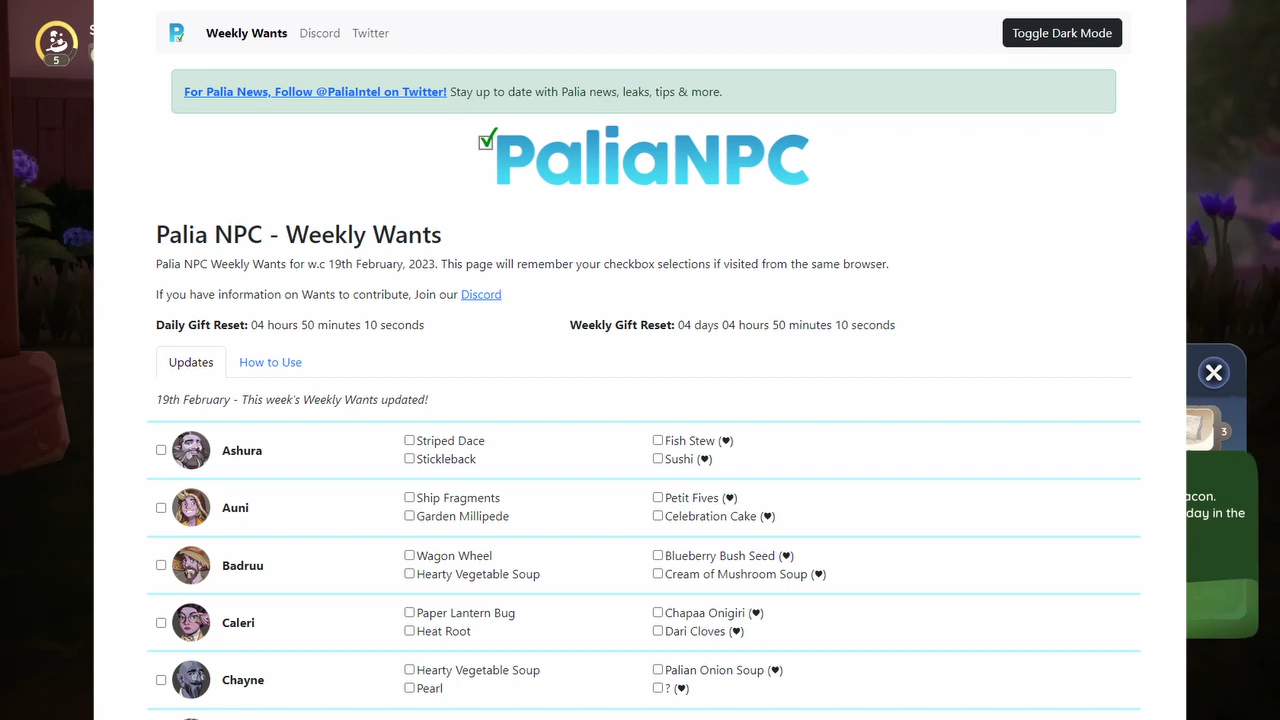 5
S
Weekly Wants Discord Twitter Toggle Dark Mode
For Palia News, Follow @PaliaIntel on Twitter! Stay up to date with Palia news, leaks, tips & more.
PaliaNPC
Palia NPC - Weekly Wants
Palia NPC Weekly Wants for w.c 19th February, 2023. This page will remember your checkbox selections if visited from the same browser.
If you have information on Wants to contribute, Join our Discord
Daily Gift Reset: 04 hours 50 minutes 10 seconds Weekly Gift Reset: 04 days 04 hours 50 minutes 10 seconds
Updates How to Use
19th February - This week's Weekly Wants updated!
Ashura
Striped Dace
Stickleback
Fish Stew (♥)
Sushi (♥)
Auni
Ship Fragments
Garden Millipede
Petit Fives (♥)
Celebration Cake (♥)
Badruu
Wagon Wheel
Hearty Vegetable Soup
Blueberry Bush Seed (♥)
Cream of Mushroom Soup (♥)
Caleri
Paper Lantern Bug
Heat Root
Chapaa Onigiri (♥)
Dari Cloves (♥)
Chayne
Hearty Vegetable Soup
Pearl
Palian Onion Soup (♥)
? (♥)
3
acon.
day in the